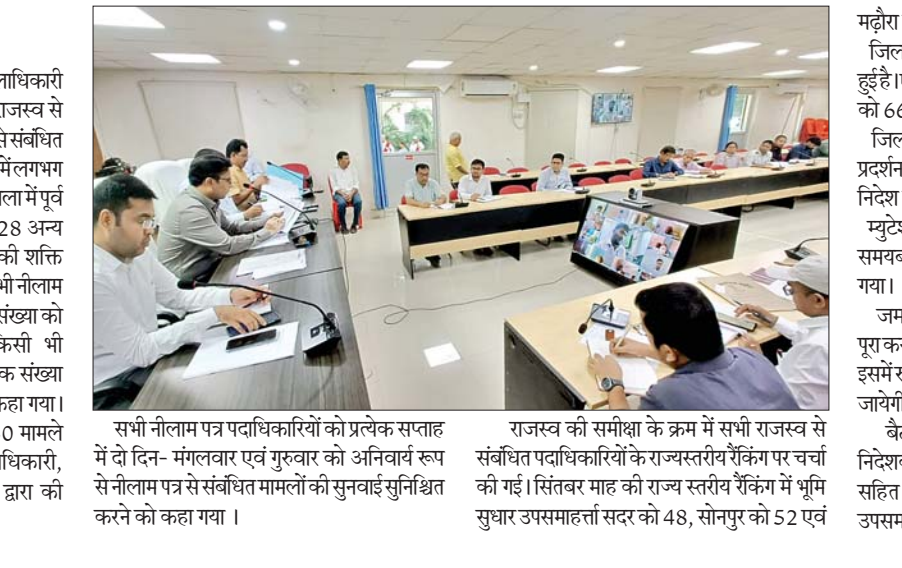 लाधिकारी
राजस्व से
से संबंधित
में लगभग
ला में पूर्व
28 अन्य
की शक्ति
भी नीलाम
संख्या को
किसी भी
क संख्या
कहा गया।
0 मामले
धिकारी,
द्वारा की
सभी नीलाम पत्र पदाधिकारियों को प्रत्येक सप्ताह
में दो दिन- मंगलवार एवं गुरुवार को अनिवार्य रूप
से नीलाम पत्र से संबंधित मामलों की सुनवाई सुनिश्चित
करने को कहा गया ।
राजस्व की समीक्षा के क्रम में सभी राजस्व से
संबंधित पदाधिकारियों के राज्यस्तरीय रैंकिंग पर चर्चा
की गई। सितंबर माह की राज्य स्तरीय रैंकिंग में भूमि
सुधार उपसमाहर्त्ता सदर को 48, सोनपुर को 52 एवं
मढ़ौरा
जिल
हुई है।
को 66
जिल
प्रदर्शन
निदेश
म्युटे
समयब
गया।
जम
पूरा कर
इसमें
जायेगी
बै
निदेशक
सहित
उपसम